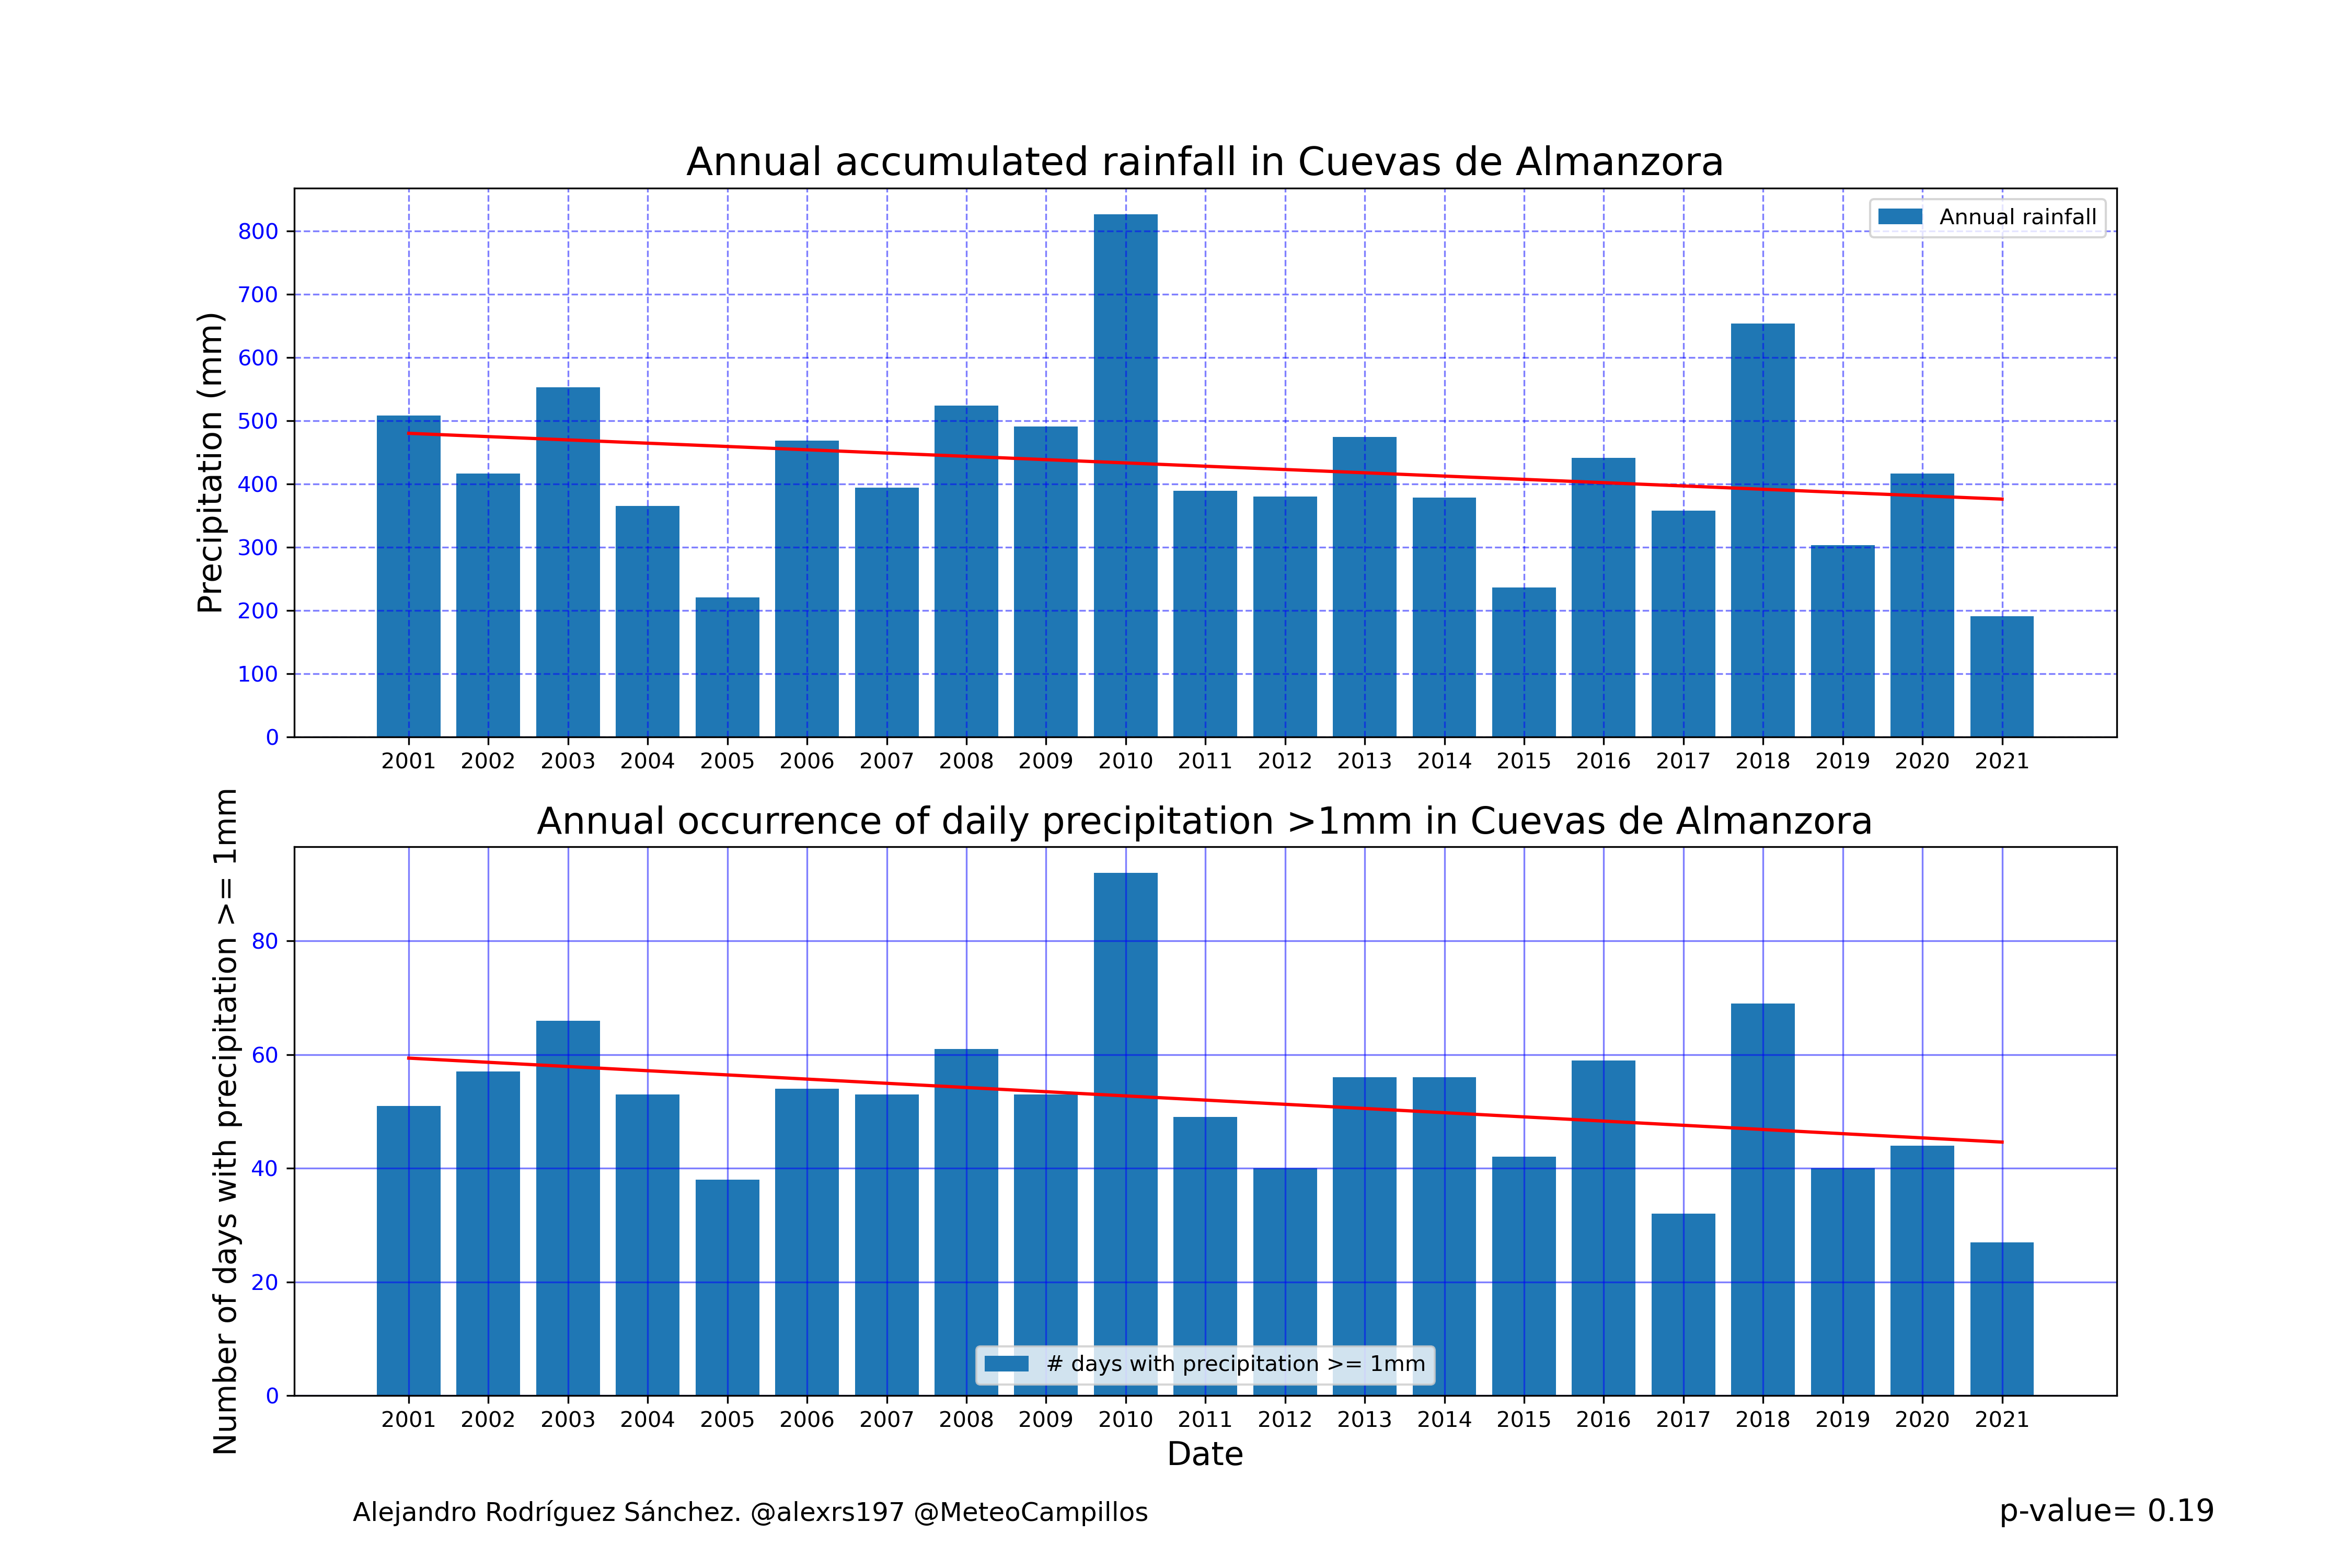 Annual accumulated rainfall in Cuevas de Almanzora
Precipitation (mm)
800
700
600
500
400
300
200
100
0
Annual rainfall
2001 2002 2003 2004 2005 2006 2007 2008 2009 2010 2011 2012 2013 2014 2015 2016 2017 2018 2019 2020 2021
Annual occurrence of daily precipitation >1mm in Cuevas de Almanzora
Number of days with precipitation >= 1mm
80
60
40
20
0
# days with precipitation >= 1mm
2001 2002 2003 2004 2005 2006 2007 2008 2009 2010 2011 2012 2013 2014 2015 2016 2017 2018 2019 2020 2021
Date
Alejandro Rodríguez Sánchez. @alexrs197 @MeteoCampillos
p-value= 0.19